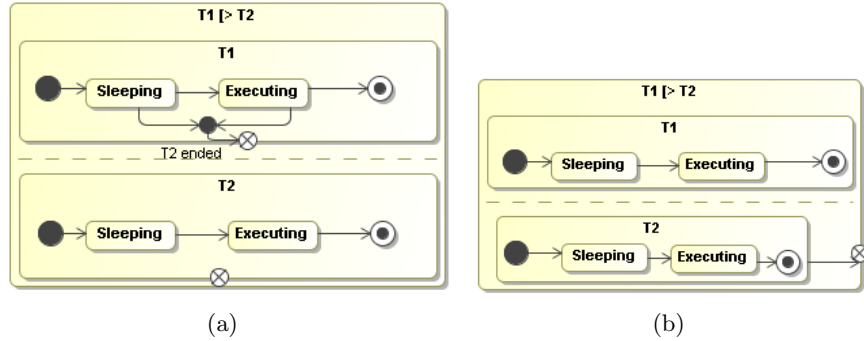 T1 [> T2
T1
Sleeping
Executing
T2 ended
T2
Sleeping
Executing
(a)
T1 [> T2
T1
Sleeping
Executing
T2
Sleeping
Executing
(b)